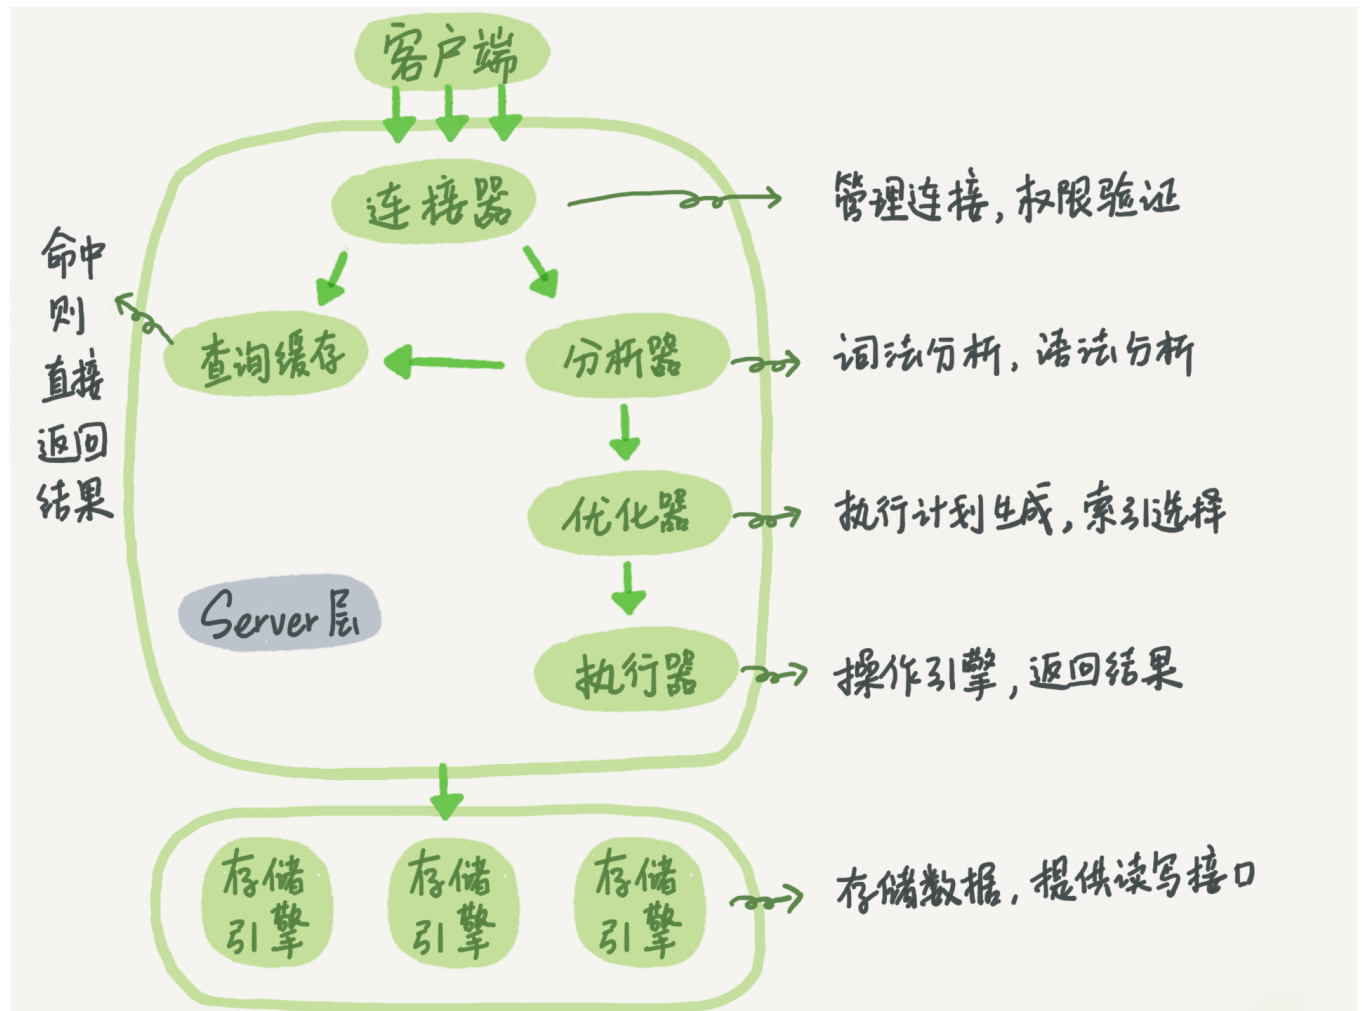 客户端
连接器
管理连接，权限验证
命中
则
直接
返回
结果
查询缓存
分析器
词法分析，语法分析
优化器
执行计划生成，索引选择
Server层
执行器
操作引擎，返回结果
存储
引擎
存储
引擎
存储
引擎
存储数据，提供读写接口